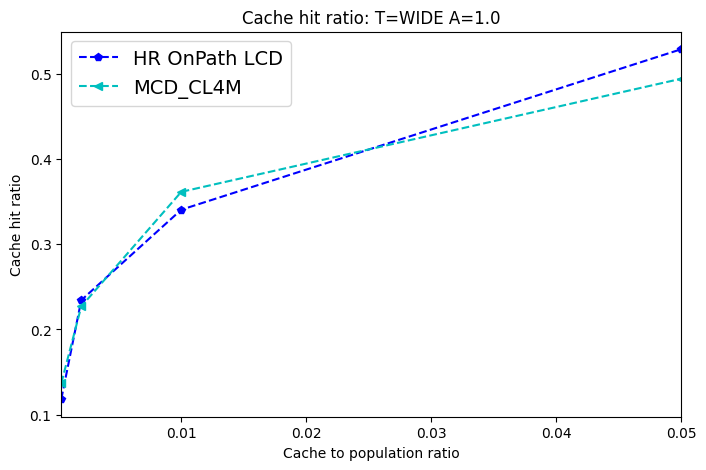 Cache hit ratio: T=WIDE A=1.0
HR OnPath LCD
MCD_CL4M
Cache hit ratio
0.5
0.4
0.3
0.2
0.1
0.01
0.02
0.03
0.04
0.05
Cache to population ratio